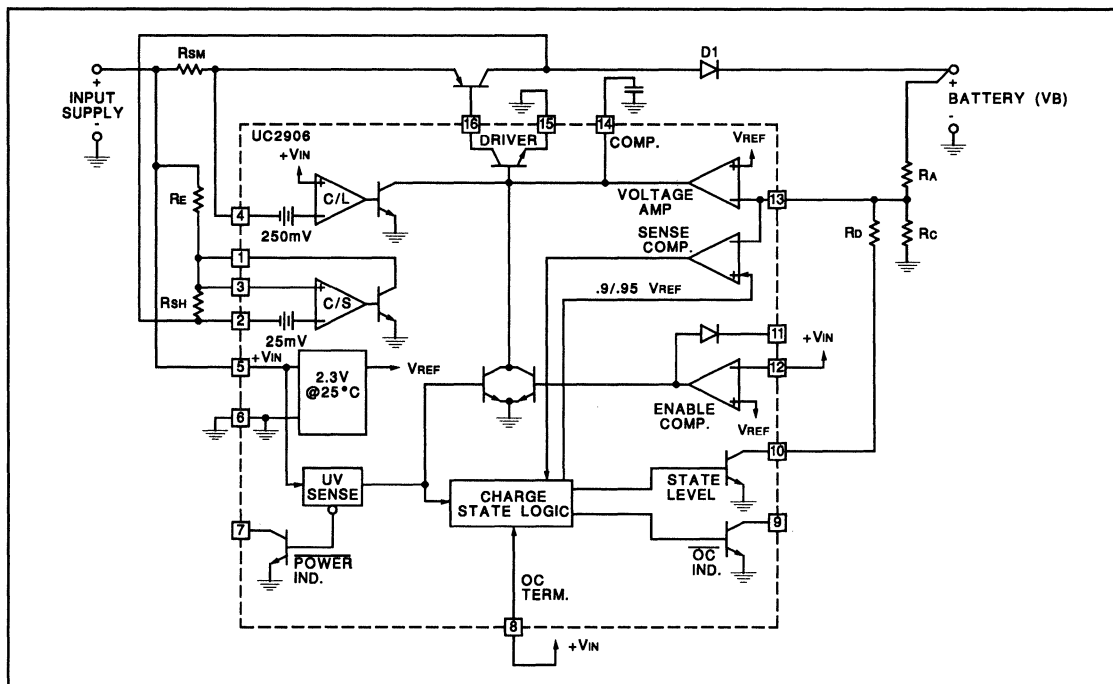 RSM
D1
+
INPUT
SUPPLY
-
+
BATTERY (VB)
-
16
15
14
UC2906
DRIVER
COMP.
+VIN
VREF
RA
+
C/L
-
VOLTAGE
AMP
+
-
13
RE
4
250mV
RD
RC
SENSE
COMP.
-
+
1
3
RSH
+
C/S
-
.9/.95 VREF
2
25mV
11
+VIN
5
+VIN
2.3V
@25°C
VREF
12
-
+
ENABLE
COMP.
VREF
6
10
UV
SENSE
CHARGE
STATE LOGIC
STATE
LEVEL
7
9
POWER
IND.
OC
IND.
OC
TERM.
8
+VIN